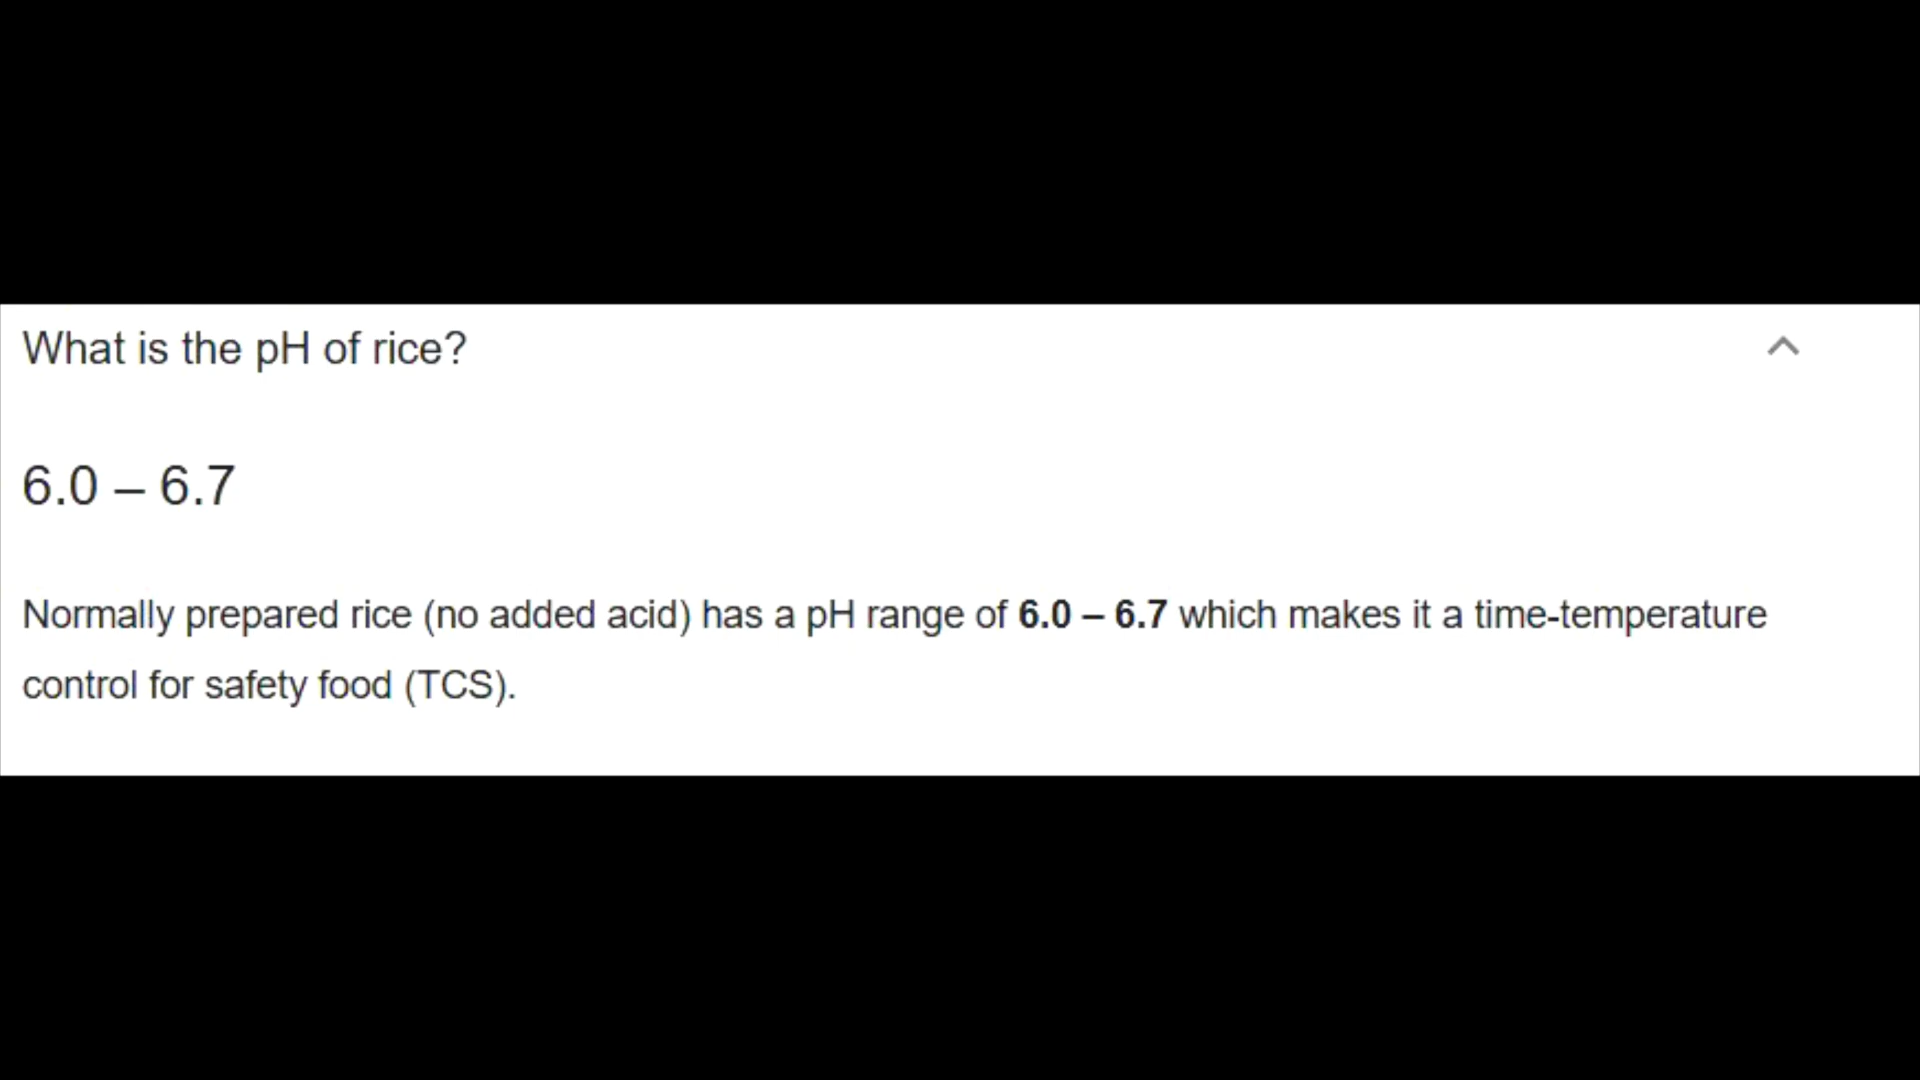 What is the pH of rice?
6.0 – 6.7
Normally prepared rice (no added acid) has a pH range of 6.0 – 6.7 which makes it a time-temperature
control for safety food (TCS).